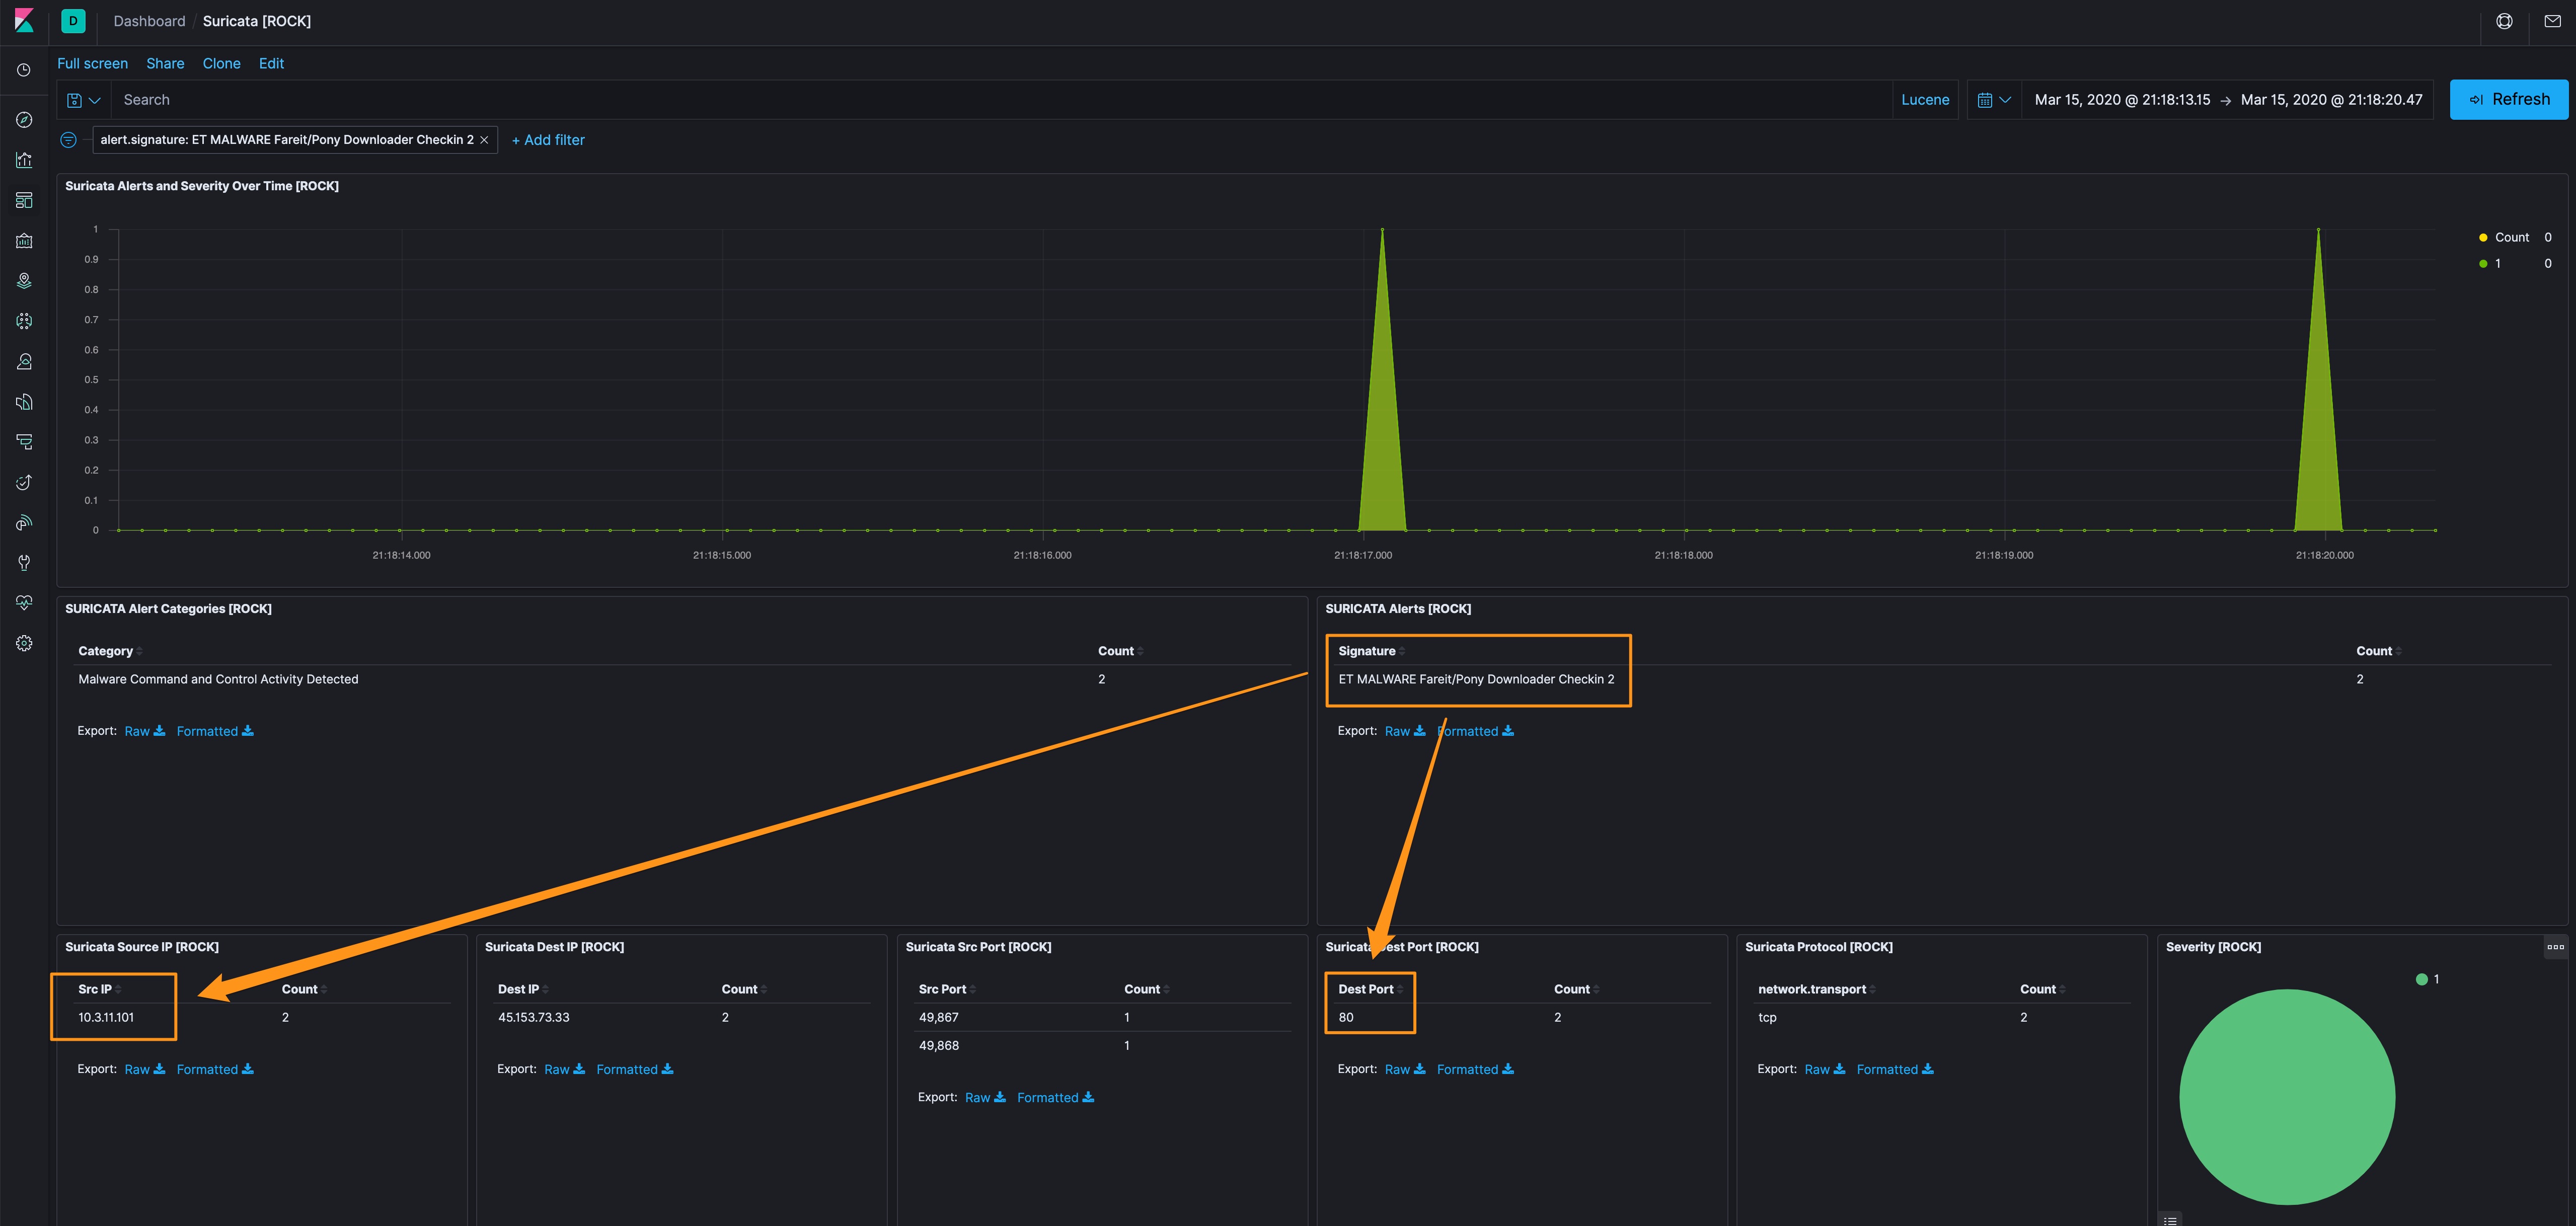 D Dashboard / Suricata [ROCK]
Full screen Share Clone Edit
Search Lucene Mar 15, 2020 @ 21:18:13.15 → Mar 15, 2020 @ 21:18:20.47 Refresh
alert.signature: ET MALWARE Fareit/Pony Downloader Checkin 2 × + Add filter
Suricata Alerts and Severity Over Time [ROCK]
1
0.9
0.8
0.7
0.6
0.5
0.4
0.3
0.2
0.1
0
21:18:14.000 21:18:15.000 21:18:16.000 21:18:17.000 21:18:18.000 21:18:19.000 21:18:20.000
Count 0
1 0
SURICATA Alert Categories [ROCK]
Category Count
Malware Command and Control Activity Detected 2
Export: Raw Formatted
SURICATA Alerts [ROCK]
Signature Count
ET MALWARE Fareit/Pony Downloader Checkin 2 2
Export: Raw Formatted
Suricata Source IP [ROCK]
Src IP Count
10.3.11.101 2
Export: Raw Formatted
Suricata Dest IP [ROCK]
Dest IP Count
45.153.73.33 2
Export: Raw Formatted
Suricata Src Port [ROCK]
Src Port Count
49,867 1
49,868 1
Export: Raw Formatted
Suricata Dest Port [ROCK]
Dest Port Count
80 2
Export: Raw Formatted
Suricata Protocol [ROCK]
network.transport Count
tcp 2
Export: Raw Formatted
Severity [ROCK]
1